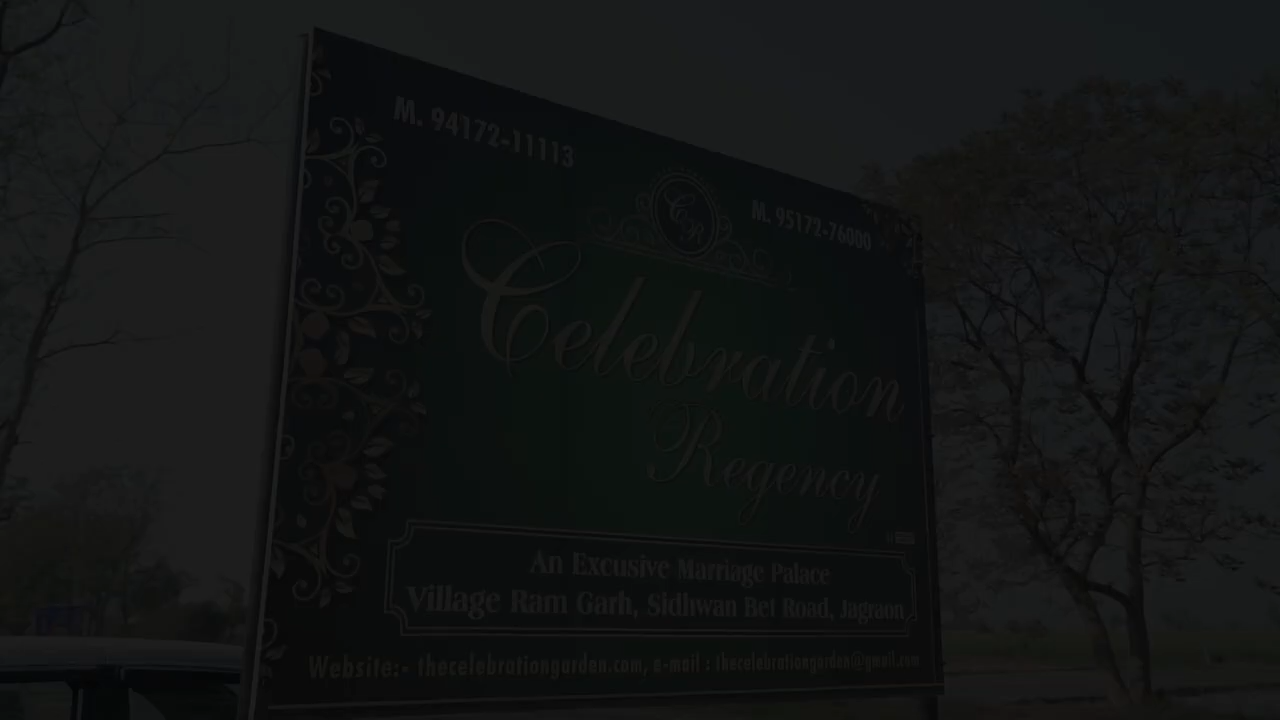 M. 94172-11113
CR
M. 95172-76000
Celebration
Regency
An Excusive Marriage Palace
Village Ram Garh, Sidhwan Bet Road, Jagraon
Website:- thecelebrationgarden.com, e-mail : thecelebrationgarden@gmail.com